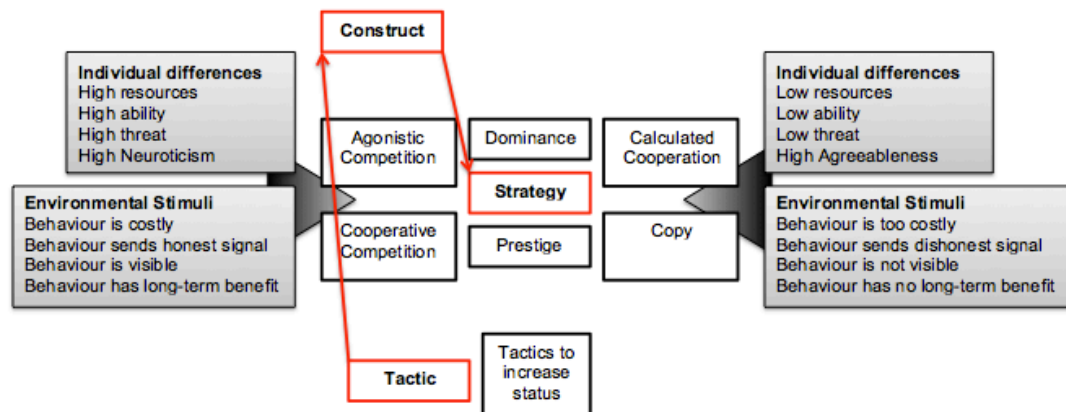 Construct
Individual differences
High resources
High ability
High threat
High Neuroticism
Environmental Stimuli
Behaviour is costly
Behaviour sends honest signal
Behaviour is visible
Behaviour has long-term benefit
Agonistic
Competition
Cooperative
Competition
Dominance
Strategy
Prestige
Calculated
Cooperation
Copy
Individual differences
Low resources
Low ability
Low threat
High Agreeableness
Environmental Stimuli
Behaviour is too costly
Behaviour sends dishonest signal
Behaviour is not visible
Behaviour has no long-term benefit
Tactic
Tactics to
increase
status